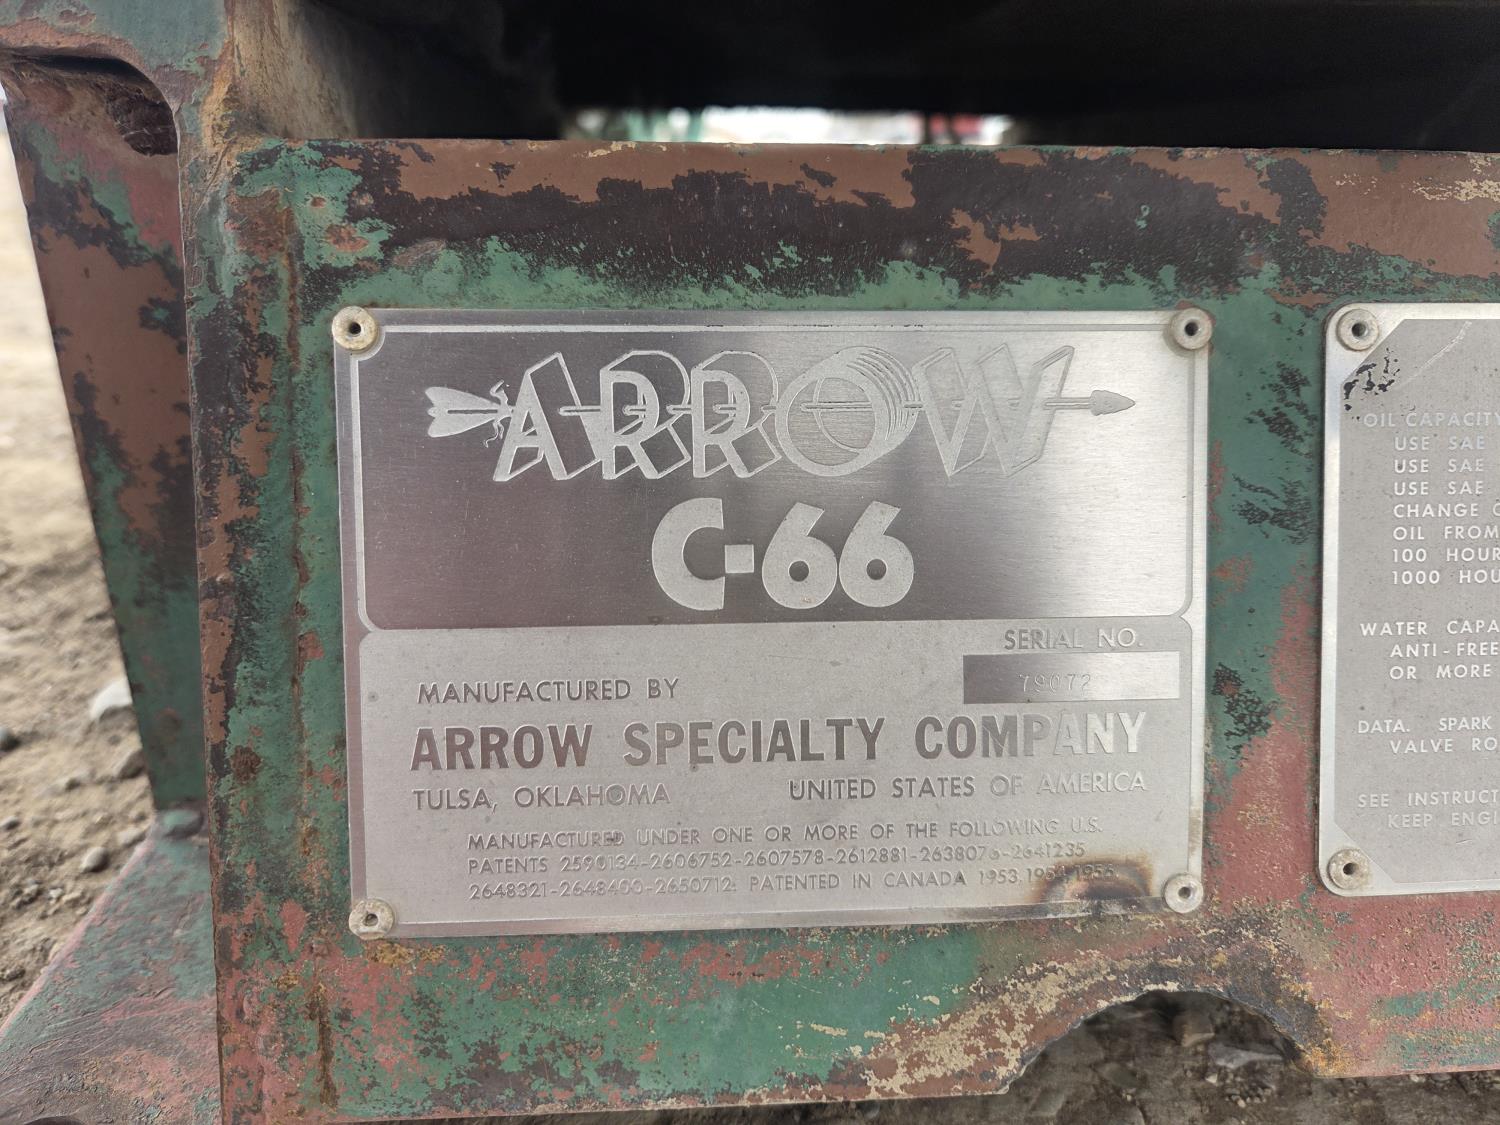 ARROW
C-66
SERIAL NO.
79072
MANUFACTURED BY
ARROW SPECIALTY COMPANY
TULSA, OKLAHOMA UNITED STATES OF AMERICA
MANUFACTURED UNDER ONE OR MORE OF THE FOLLOWING U.S.
PATENTS 2590134-2606752-2607578-2612881-2638076-2641235
2648321-2648400-2650712. PATENTED IN CANADA 1953, 1954, 1955
OIL CAPACITY
USE SAE
USE SAE
USE SAE
CHANGE
OIL FROM
100 HOUR
1000 HOU
WATER CAPA
ANTI-FREE
OR MORE
DATA. SPARK
VALVE RO
SEE INSTRUCT
KEEP ENGI